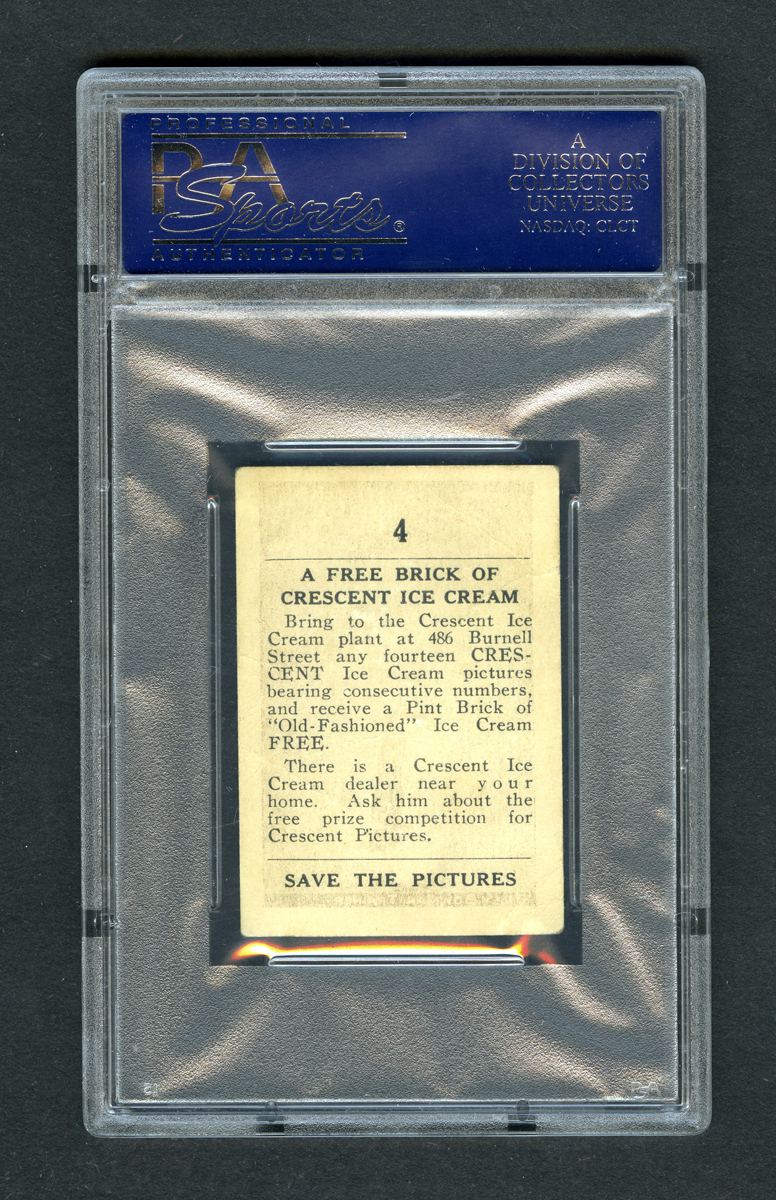 PROFESSIONAL
PSA
Sports®
AUTHENTICATOR
A
DIVISION OF
COLLECTORS
UNIVERSE
NASDAQ: CLCT
4
A FREE BRICK OF
CRESCENT ICE CREAM
Bring to the Crescent Ice
Cream plant at 486 Burnell
Street any fourteen CRES-
CENT Ice Cream pictures
bearing consecutive numbers,
and receive a Pint Brick of
"Old-Fashioned" Ice Cream
FREE.
There is a Crescent Ice
Cream dealer near your
home. Ask him about the
free prize competition for
Crescent Pictures.
SAVE THE PICTURES
PSA